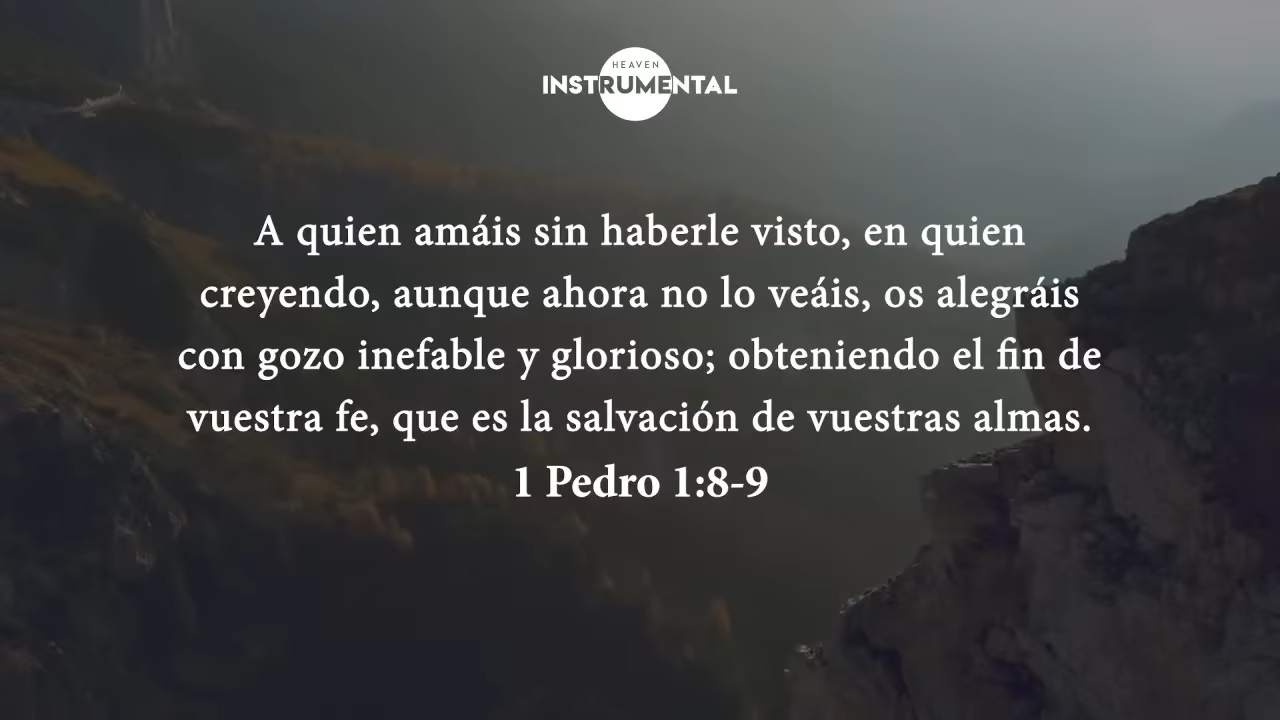 HEAVEN
INSTRUMENTAL
A quien amáis sin haberle visto, en quien
creyendo, aunque ahora no lo veáis, os alegráis
con gozo inefable y glorioso; obteniendo el fin de
vuestra fe, que es la salvación de vuestras almas.
1 Pedro 1:8-9